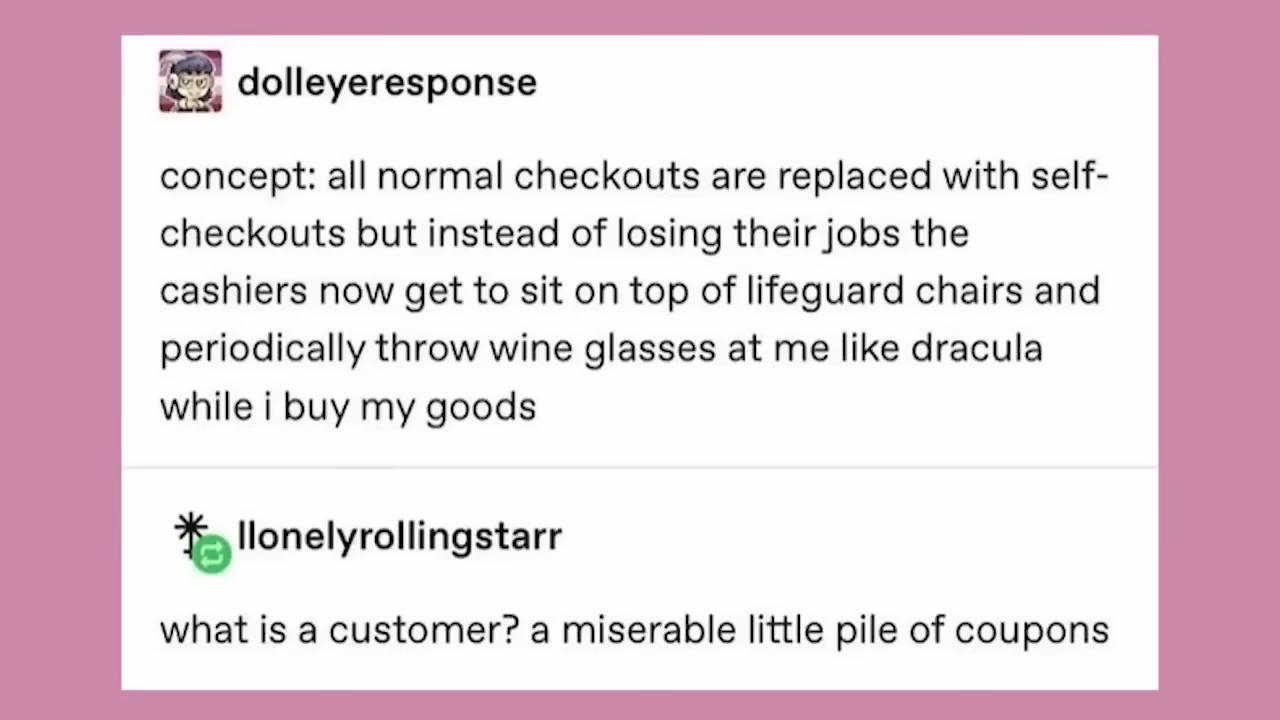 dolleyeresponse
concept: all normal checkouts are replaced with self-
checkouts but instead of losing their jobs the
cashiers now get to sit on top of lifeguard chairs and
periodically throw wine glasses at me like dracula
while i buy my goods
llonelyrollingstarr
what is a customer? a miserable little pile of coupons